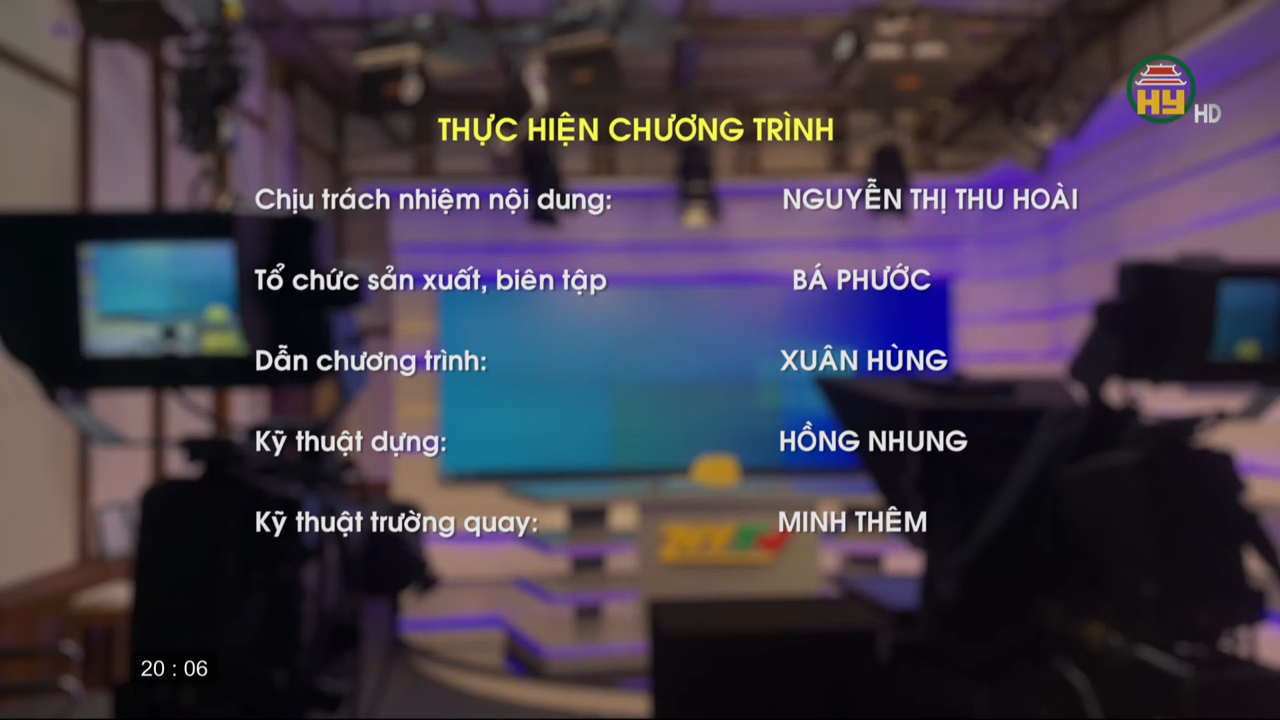 HY HD
THỰC HIỆN CHƯƠNG TRÌNH
Chịu trách nhiệm nội dung: NGUYỄN THỊ THU HOÀI
Tổ chức sản xuất, biên tập BÁ PHƯỚC
Dẫn chương trình: XUÂN HÙNG
Kỹ thuật dựng: HỒNG NHUNG
Kỹ thuật trường quay: MINH THÊM
20 : 06